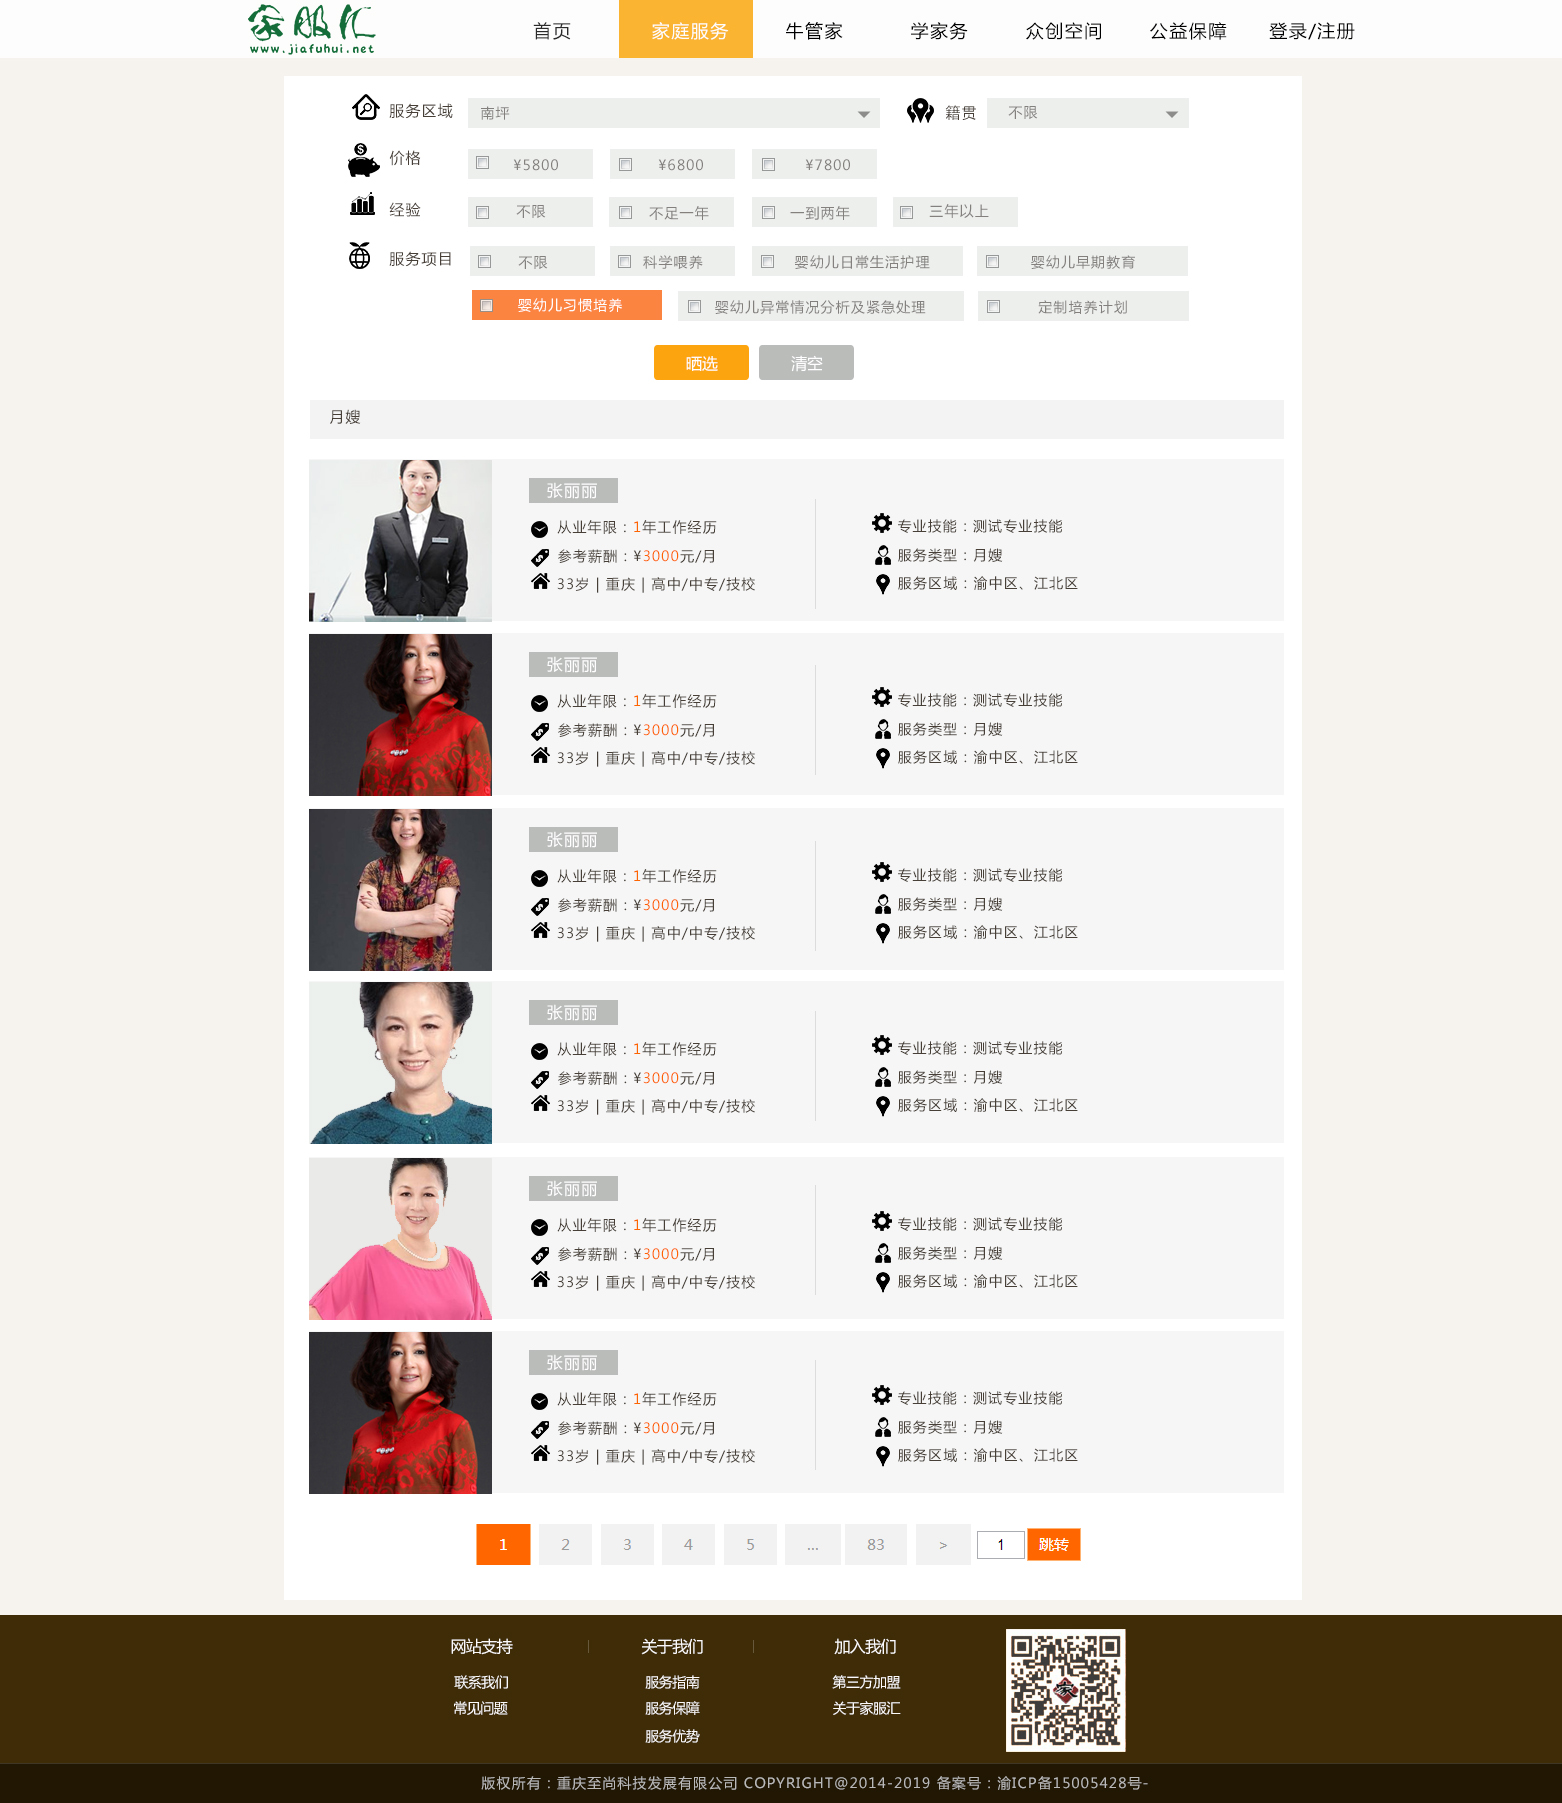 家服汇
www.jiafuhui.net
首页 家庭服务 牛管家 学家务 众创空间 公益保障 登录/注册
服务区域 南坪 籍贯 不限
价格 ¥5800 ¥6800 ¥7800
经验 不限 不足一年 一到两年 三年以上
服务项目 不限 科学喂养 婴幼儿日常生活护理 婴幼儿早期教育
婴幼儿习惯培养 婴幼儿异常情况分析及紧急处理 定制培养计划
晒选 清空
月嫂
张丽丽
从业年限：1年工作经历 专业技能：测试专业技能
参考薪酬：¥3000元/月 服务类型：月嫂
33岁 | 重庆 | 高中/中专/技校 服务区域：渝中区、江北区
张丽丽
从业年限：1年工作经历 专业技能：测试专业技能
参考薪酬：¥3000元/月 服务类型：月嫂
33岁 | 重庆 | 高中/中专/技校 服务区域：渝中区、江北区
张丽丽
从业年限：1年工作经历 专业技能：测试专业技能
参考薪酬：¥3000元/月 服务类型：月嫂
33岁 | 重庆 | 高中/中专/技校 服务区域：渝中区、江北区
张丽丽
从业年限：1年工作经历 专业技能：测试专业技能
参考薪酬：¥3000元/月 服务类型：月嫂
33岁 | 重庆 | 高中/中专/技校 服务区域：渝中区、江北区
张丽丽
从业年限：1年工作经历 专业技能：测试专业技能
参考薪酬：¥3000元/月 服务类型：月嫂
33岁 | 重庆 | 高中/中专/技校 服务区域：渝中区、江北区
张丽丽
从业年限：1年工作经历 专业技能：测试专业技能
参考薪酬：¥3000元/月 服务类型：月嫂
33岁 | 重庆 | 高中/中专/技校 服务区域：渝中区、江北区
1 2 3 4 5 ... 83 > 1 跳转
网站支持 关于我们 加入我们
联系我们 服务指南 第三方加盟
常见问题 服务保障 关于家服汇
服务优势
家
版权所有：重庆至尚科技发展有限公司 COPYRIGHT@2014-2019 备案号：渝ICP备15005428号-